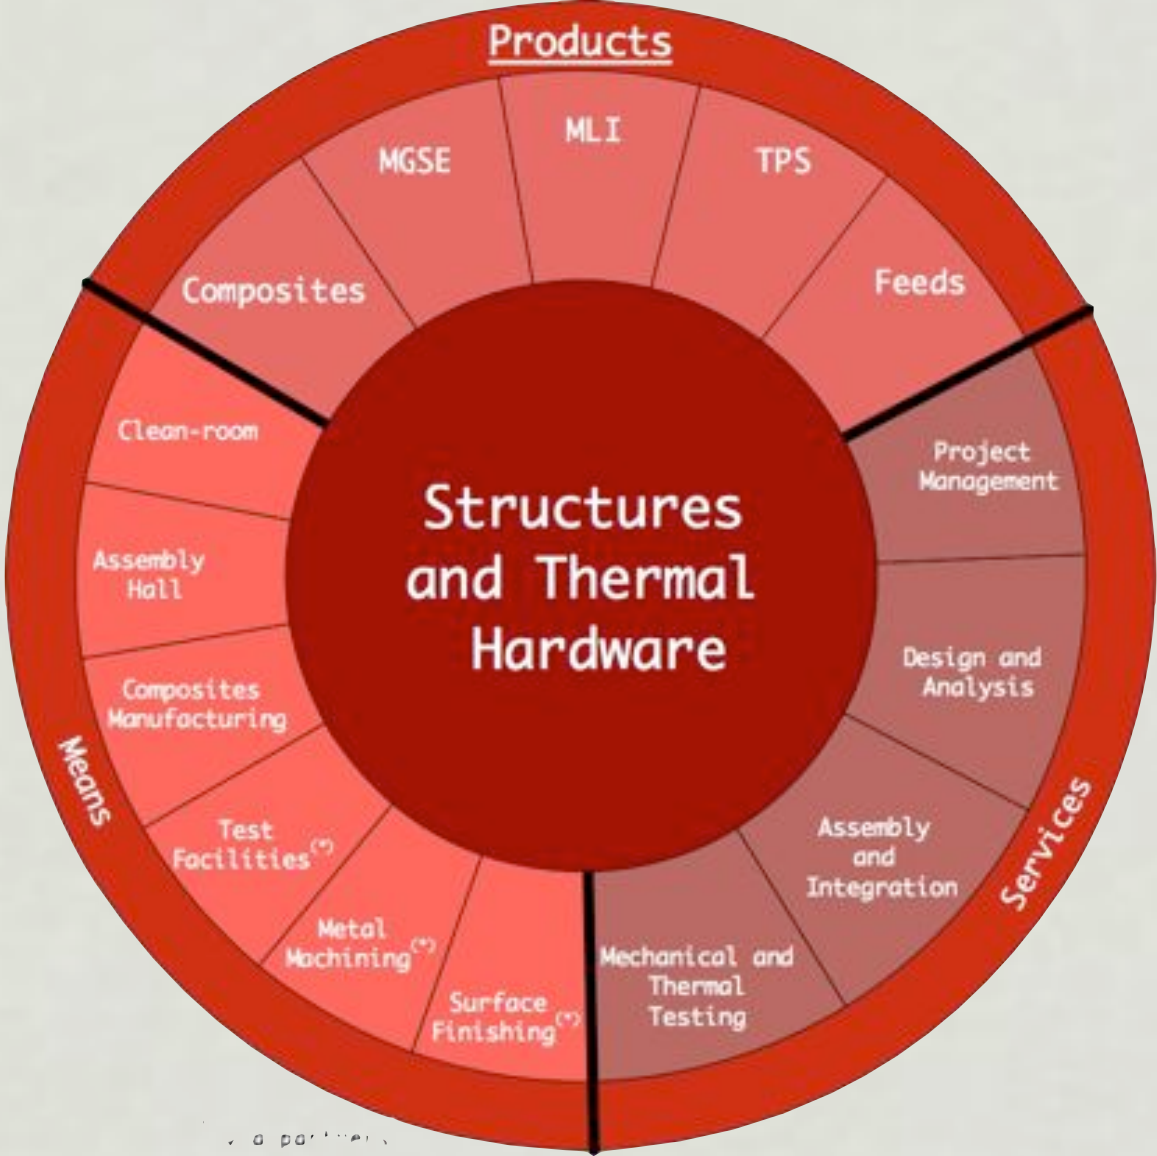 Products
MLI
MGSE
TPS
Composites
Feeds
Clean-room
Assembly
Hall
Composites
Manufacturing
Test
Facilities(*)
Metal
Machining(*)
Surface
Finishing(*)
Means
Structures
and Thermal
Hardware
Project
Management
Design and
Analysis
Assembly
and
Integration
Mechanical and
Thermal
Testing
Services
a